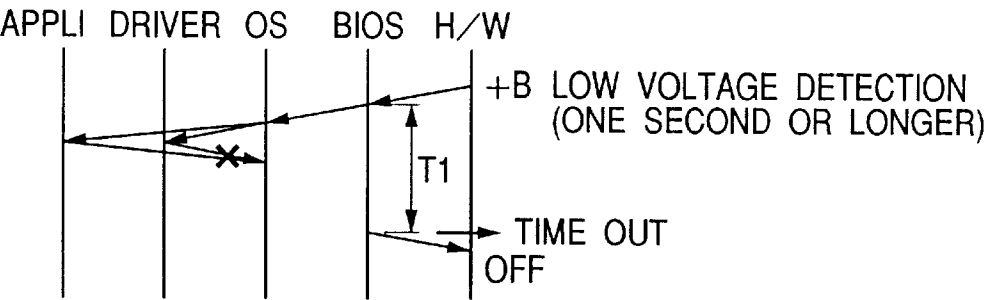 APPLI DRIVER OS BIOS H/W
+B LOW VOLTAGE DETECTION
(ONE SECOND OR LONGER)
T1
TIME OUT
OFF